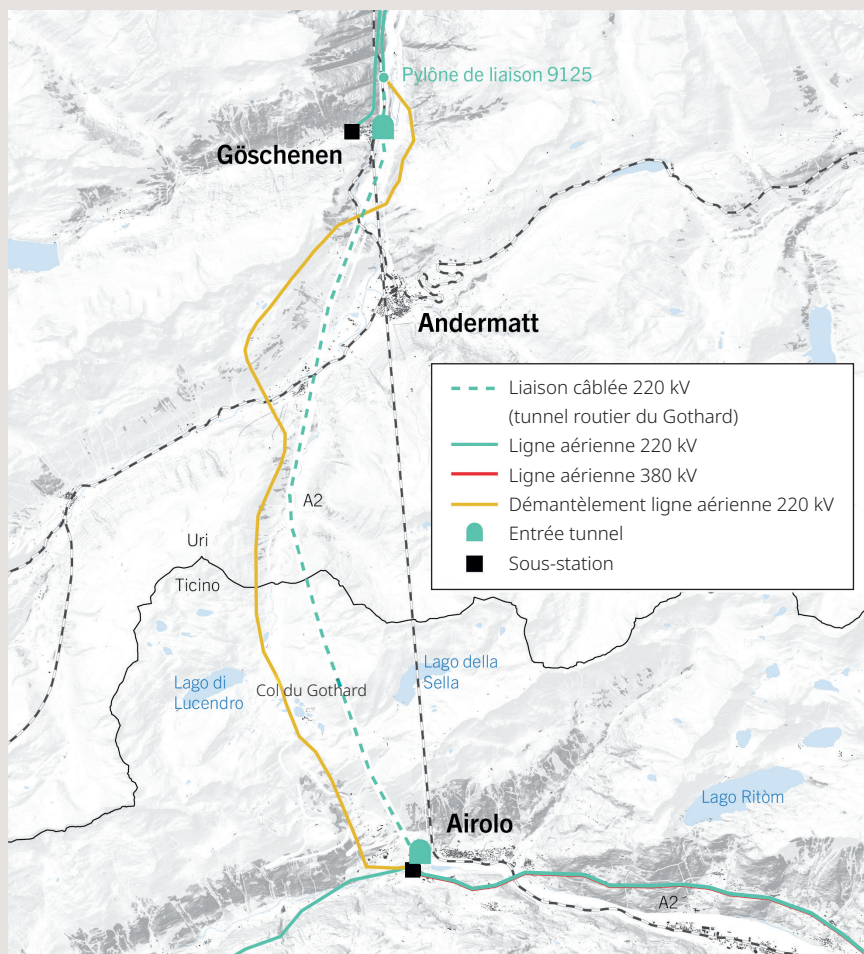 Pylône de liaison 9125
Göschenen
Andermatt
Liaison câblée 220 kV
(tunnel routier du Gothard)
Ligne aérienne 220 kV
Ligne aérienne 380 kV
Démantèlement ligne aérienne 220 kV
Entrée tunnel
Sous-station
A2
Uri
Ticino
Lago della
Sella
Lago di
Lucendro
Col du Gothard
Lago Ritòm
Airolo
A2